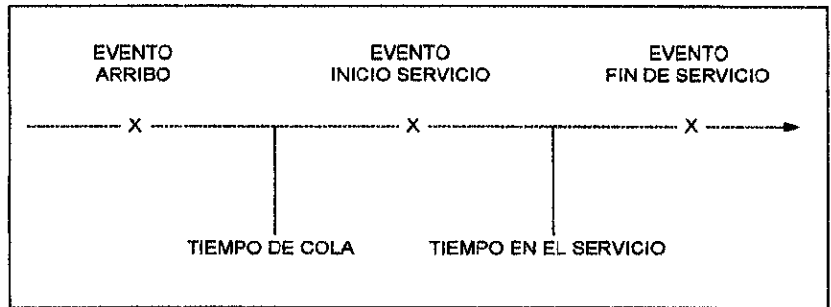 EVENTO
ARRIBO
EVENTO
INICIO SERVICIO
EVENTO
FIN DE SERVICIO
X
X
X
TIEMPO DE COLA
TIEMPO EN EL SERVICIO